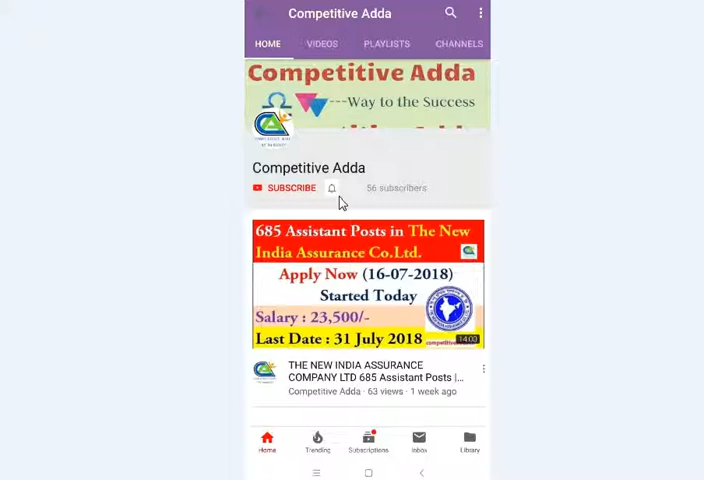 Competitive Adda
HOME VIDEOS PLAYLISTS CHANNELS
Competitive Adda
---Way to the Success
Competitive Adda
SUBSCRIBE 56 subscribers
685 Assistant Posts in The New
India Assurance Co.Ltd.
Apply Now (16-07-2018)
Started Today
Salary : 23,500/-
Last Date : 31 July 2018
14:00
THE NEW INDIA ASSURANCE
COMPANY LTD 685 Assistant Posts |...
Competitive Adda · 63 views · 1 week ago
Home Trending Subscriptions Inbox Library